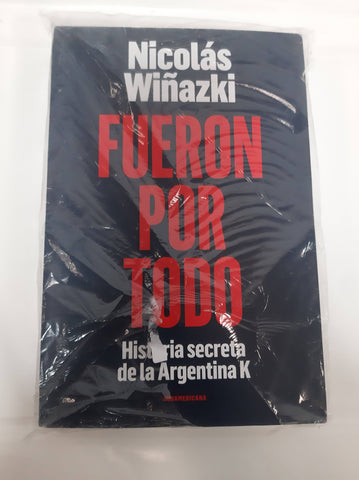 Nicolás
Wiñazki
FUERON
POR
TODO
Historia secreta
de la Argentina K
SUDAMERICANA